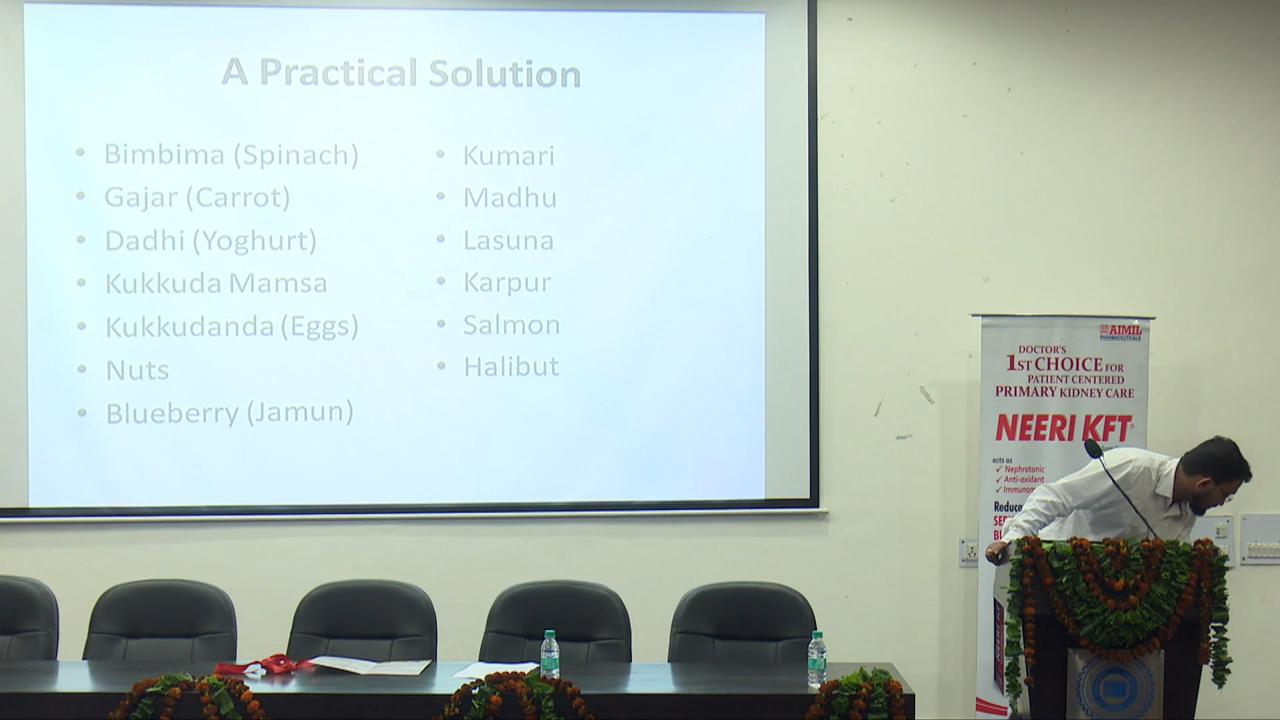 A Practical Solution
• Bimbima (Spinach)
• Gajar (Carrot)
• Dadhi (Yoghurt)
• Kukkuda Mamsa
• Kukkudanda (Eggs)
• Nuts
• Blueberry (Jamun)
• Kumari
• Madhu
• Lasuna
• Karpur
• Salmon
• Halibut
AIMIL
PHARMACEUTICALS
DOCTOR'S
1ST CHOICE FOR
PATIENT CENTERED
PRIMARY KIDNEY CARE
NEERI KFT
acts as
✓ Nephrotonic
✓ Anti-oxidant